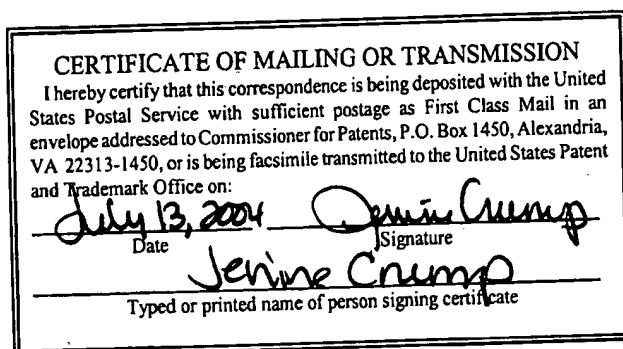 CERTIFICATE OF MAILING OR TRANSMISSION
I hereby certify that this correspondence is being deposited with the United
States Postal Service with sufficient postage as First Class Mail in an
envelope addressed to Commissioner for Patents, P.O. Box 1450, Alexandria,
VA 22313-1450, or is being facsimile transmitted to the United States Patent
and Trademark Office on:
July 13, 2004 Jenine Crump
Date Signature
Jenine Crump
Typed or printed name of person signing certificate